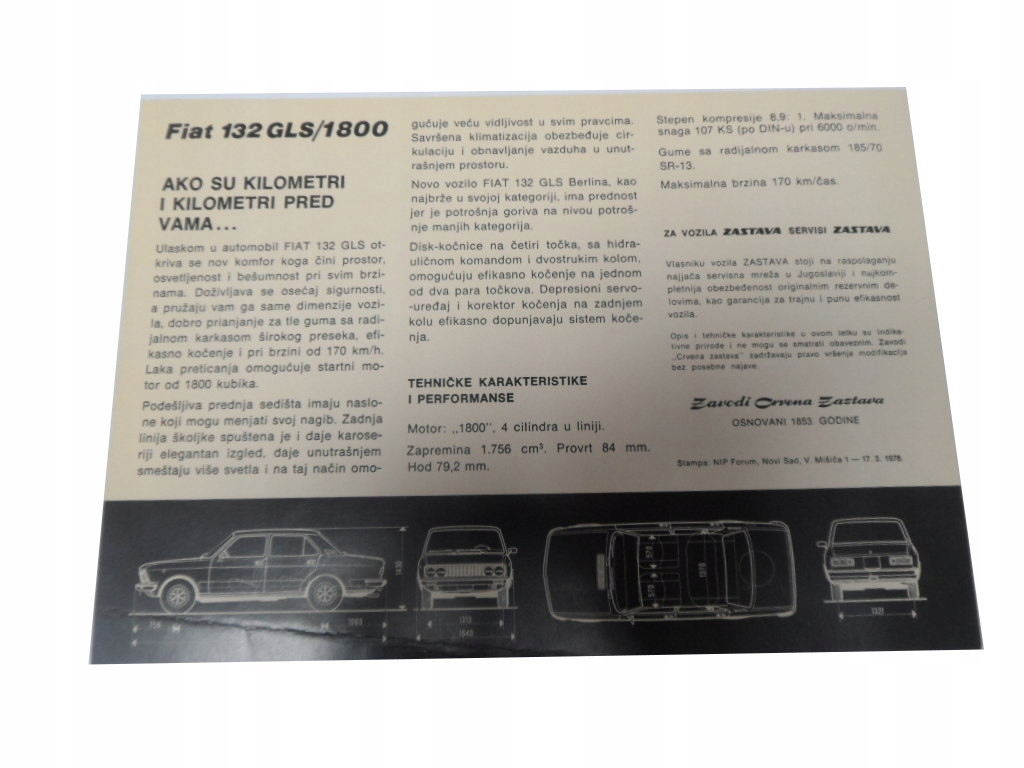 Fiat 132 GLS/1800
AKO SU KILOMETRI
I KILOMETRI PRED
VAMA...
Ulaskom u automobil FIAT 132 GLS ot-
kriva se nov komfor koga čini prostor,
osvetljenost i bešumnost pri svim brzi-
nama. Doživljava se osećaj sigurnosti,
a pružaju vam ga same dimenzije vozi-
la, dobro prianjanje za tle guma sa radi-
jalnom karkasom širokog preseka, efi-
kasno kočenje i pri brzini od 170 km/h.
Laka preticanja omogućuje startni mo-
tor od 1800 kubika.
Podešljiva prednja sedišta imaju naslo-
ne koji mogu menjati svoj nagib. Zadnja
linija školjke spuštena je i daje karose-
riji elegantan izgled, daje unutrašnjem
smeštaju više svetla i na taj način omo-
gućuje veću vidljivost u svim pravcima.
Savršena klimatizacija obezbeđuje cir-
kulaciju i obnavljanje vazduha u unut-
rašnjem prostoru.
Novo vozilo FIAT 132 GLS Berlina, kao
najbrže u svojoj kategoriji, ima prednost
jer je potrošnja goriva na nivou potroš-
nje manjih kategorija.
Disk-kočnice na četiri točka, sa hidra-
uličnom komandom i dvostrukim kolom,
omogućuju efikasno kočenje na jednom
od dva para točkova. Depresioni servo-
-uređaj i korektor kočenja na zadnjem
kolu efikasno dopunjavaju sistem koče-
nja.
TEHNIČKE KARAKTERISTIKE
I PERFORMANSE
Motor: „1800”, 4 cilindra u liniji.
Zapremina 1.756 cm³. Provrt 84 mm.
Hod 79,2 mm.
Stepen kompresije 8,9: 1. Maksimalna
snaga 107 KS (po DIN-u) pri 6000 o/min.
Gume sa radijalnom karkasom 185/70
SR-13.
Maksimalna brzina 170 km/čas.
ZA VOZILA ZASTAVA SERVISI ZASTAVA
Vlasniku vozila ZASTAVA stoji na raspolaganju
najjača servisna mreža u Jugoslaviji i najkom-
pletnija obezbeđenost originalnim rezervnim de-
lovima, kao garancija za trajnu i punu efikasnost
vozila.
Opis i tehničke karakteristike u ovom letku su indika-
tivne prirode i ne mogu se smatrati obaveznim. Zavodi
„Crvena zastava” zadržavaju pravo vršenja modifikacija
bez posebne najave.
Zavodi Crvena Zastava
OSNOVANI 1853. GODINE
Štampa: NIP Forum, Novi Sad, V. Mišića 1 — 17. 3. 1978.
1430
1093
1313
1640
570
570
1370
1321